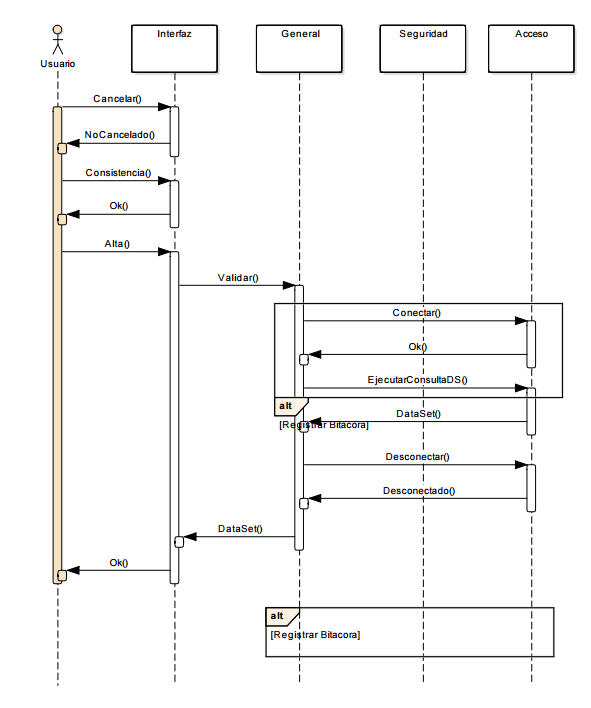 Interfaz
General
Seguridad
Acceso
Usuario
Cancelar()
NoCancelado()
Consistencia()
Ok()
Alta()
Validar()
Conectar()
Ok()
EjecutarConsultaDS()
alt
DataSet()
[Registrar Bitacora]
Desconectar()
Desconectado()
DataSet()
Ok()
alt
[Registrar Bitacora]